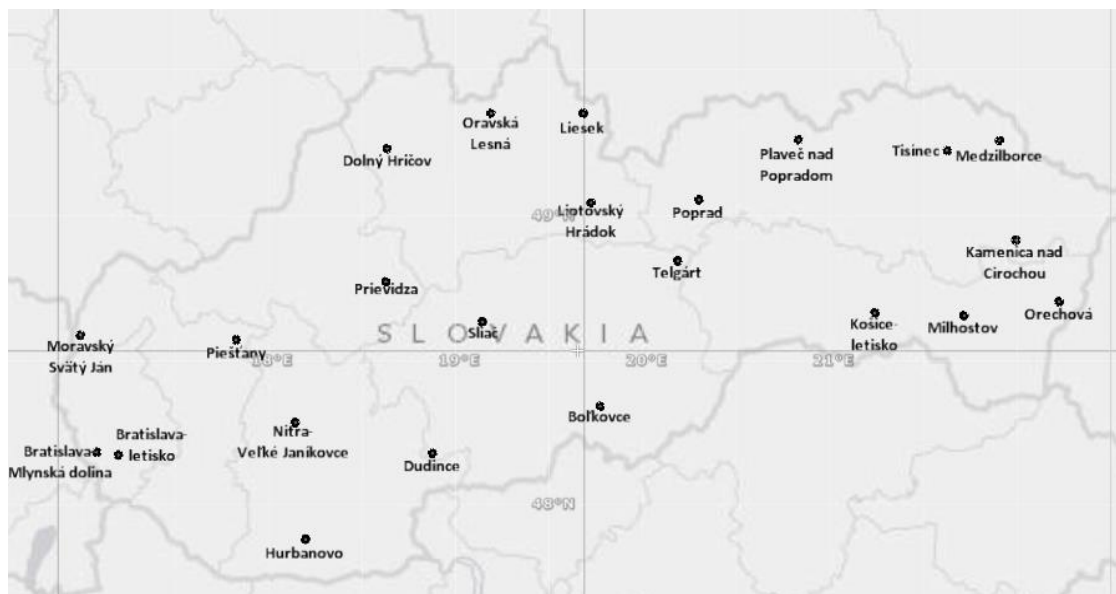 Oravská
Lesná
Liesek
Dolný Hričov
Plaveč nad
Popradom
Tisinec
Medzilborce
Liptovský
Hrádok
49°N
Poprad
Kamenica nad
Cirochou
Telgárt
Prievidza
Orechová
Sliač
SLOVAKIA
Košice-
letisko
Milhostov
Moravský
Svätý Ján
Piešťany
18°E
19°E
20°E
21°E
Boľkovce
Nitra-
Veľké Janíkovce
Bratislava-
letisko
Bratislava-
Mlynská dolina
Dudince
48°N
Hurbanovo